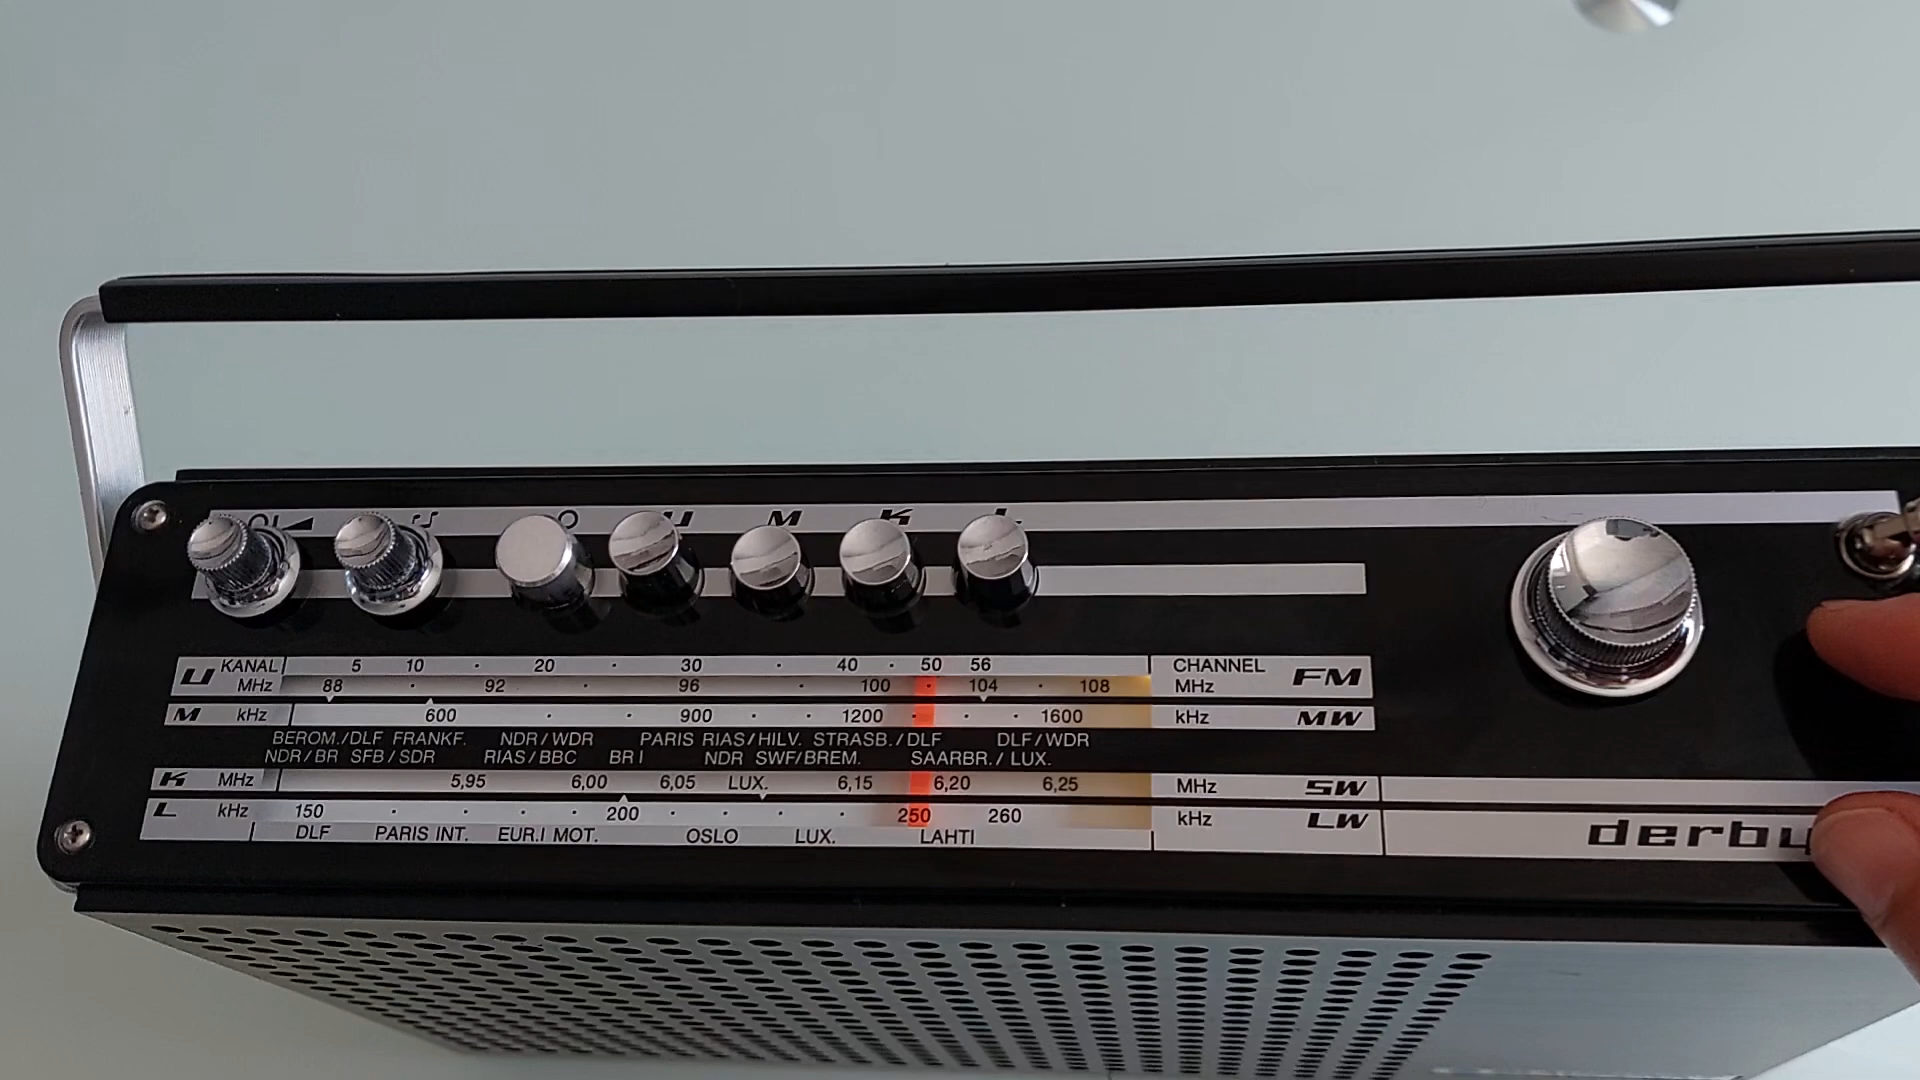 U M K L
U KANAL 5 10 · 20 · 30 · 40 · 50 56 CHANNEL FM
MHz 88 · 92 · 96 · 100 · 104 · 108 MHz
M kHz 600 · · 900 · · 1200 · · · 1600 kHz MW
BEROM./DLF FRANKF. NDR/WDR PARIS RIAS/HILV. STRASB./DLF DLF/WDR
NDR/BR SFB/SDR RIAS/BBC BR I NDR SWF/BREM. SAARBR./LUX.
K MHz 5,95 6,00 6,05 LUX. 6,15 6,20 6,25 MHz SW
L kHz 150 · · · 200 · · · · 250 260 kHz LW
DLF PARIS INT. EUR.I MOT. OSLO LUX. LAHTI
derby